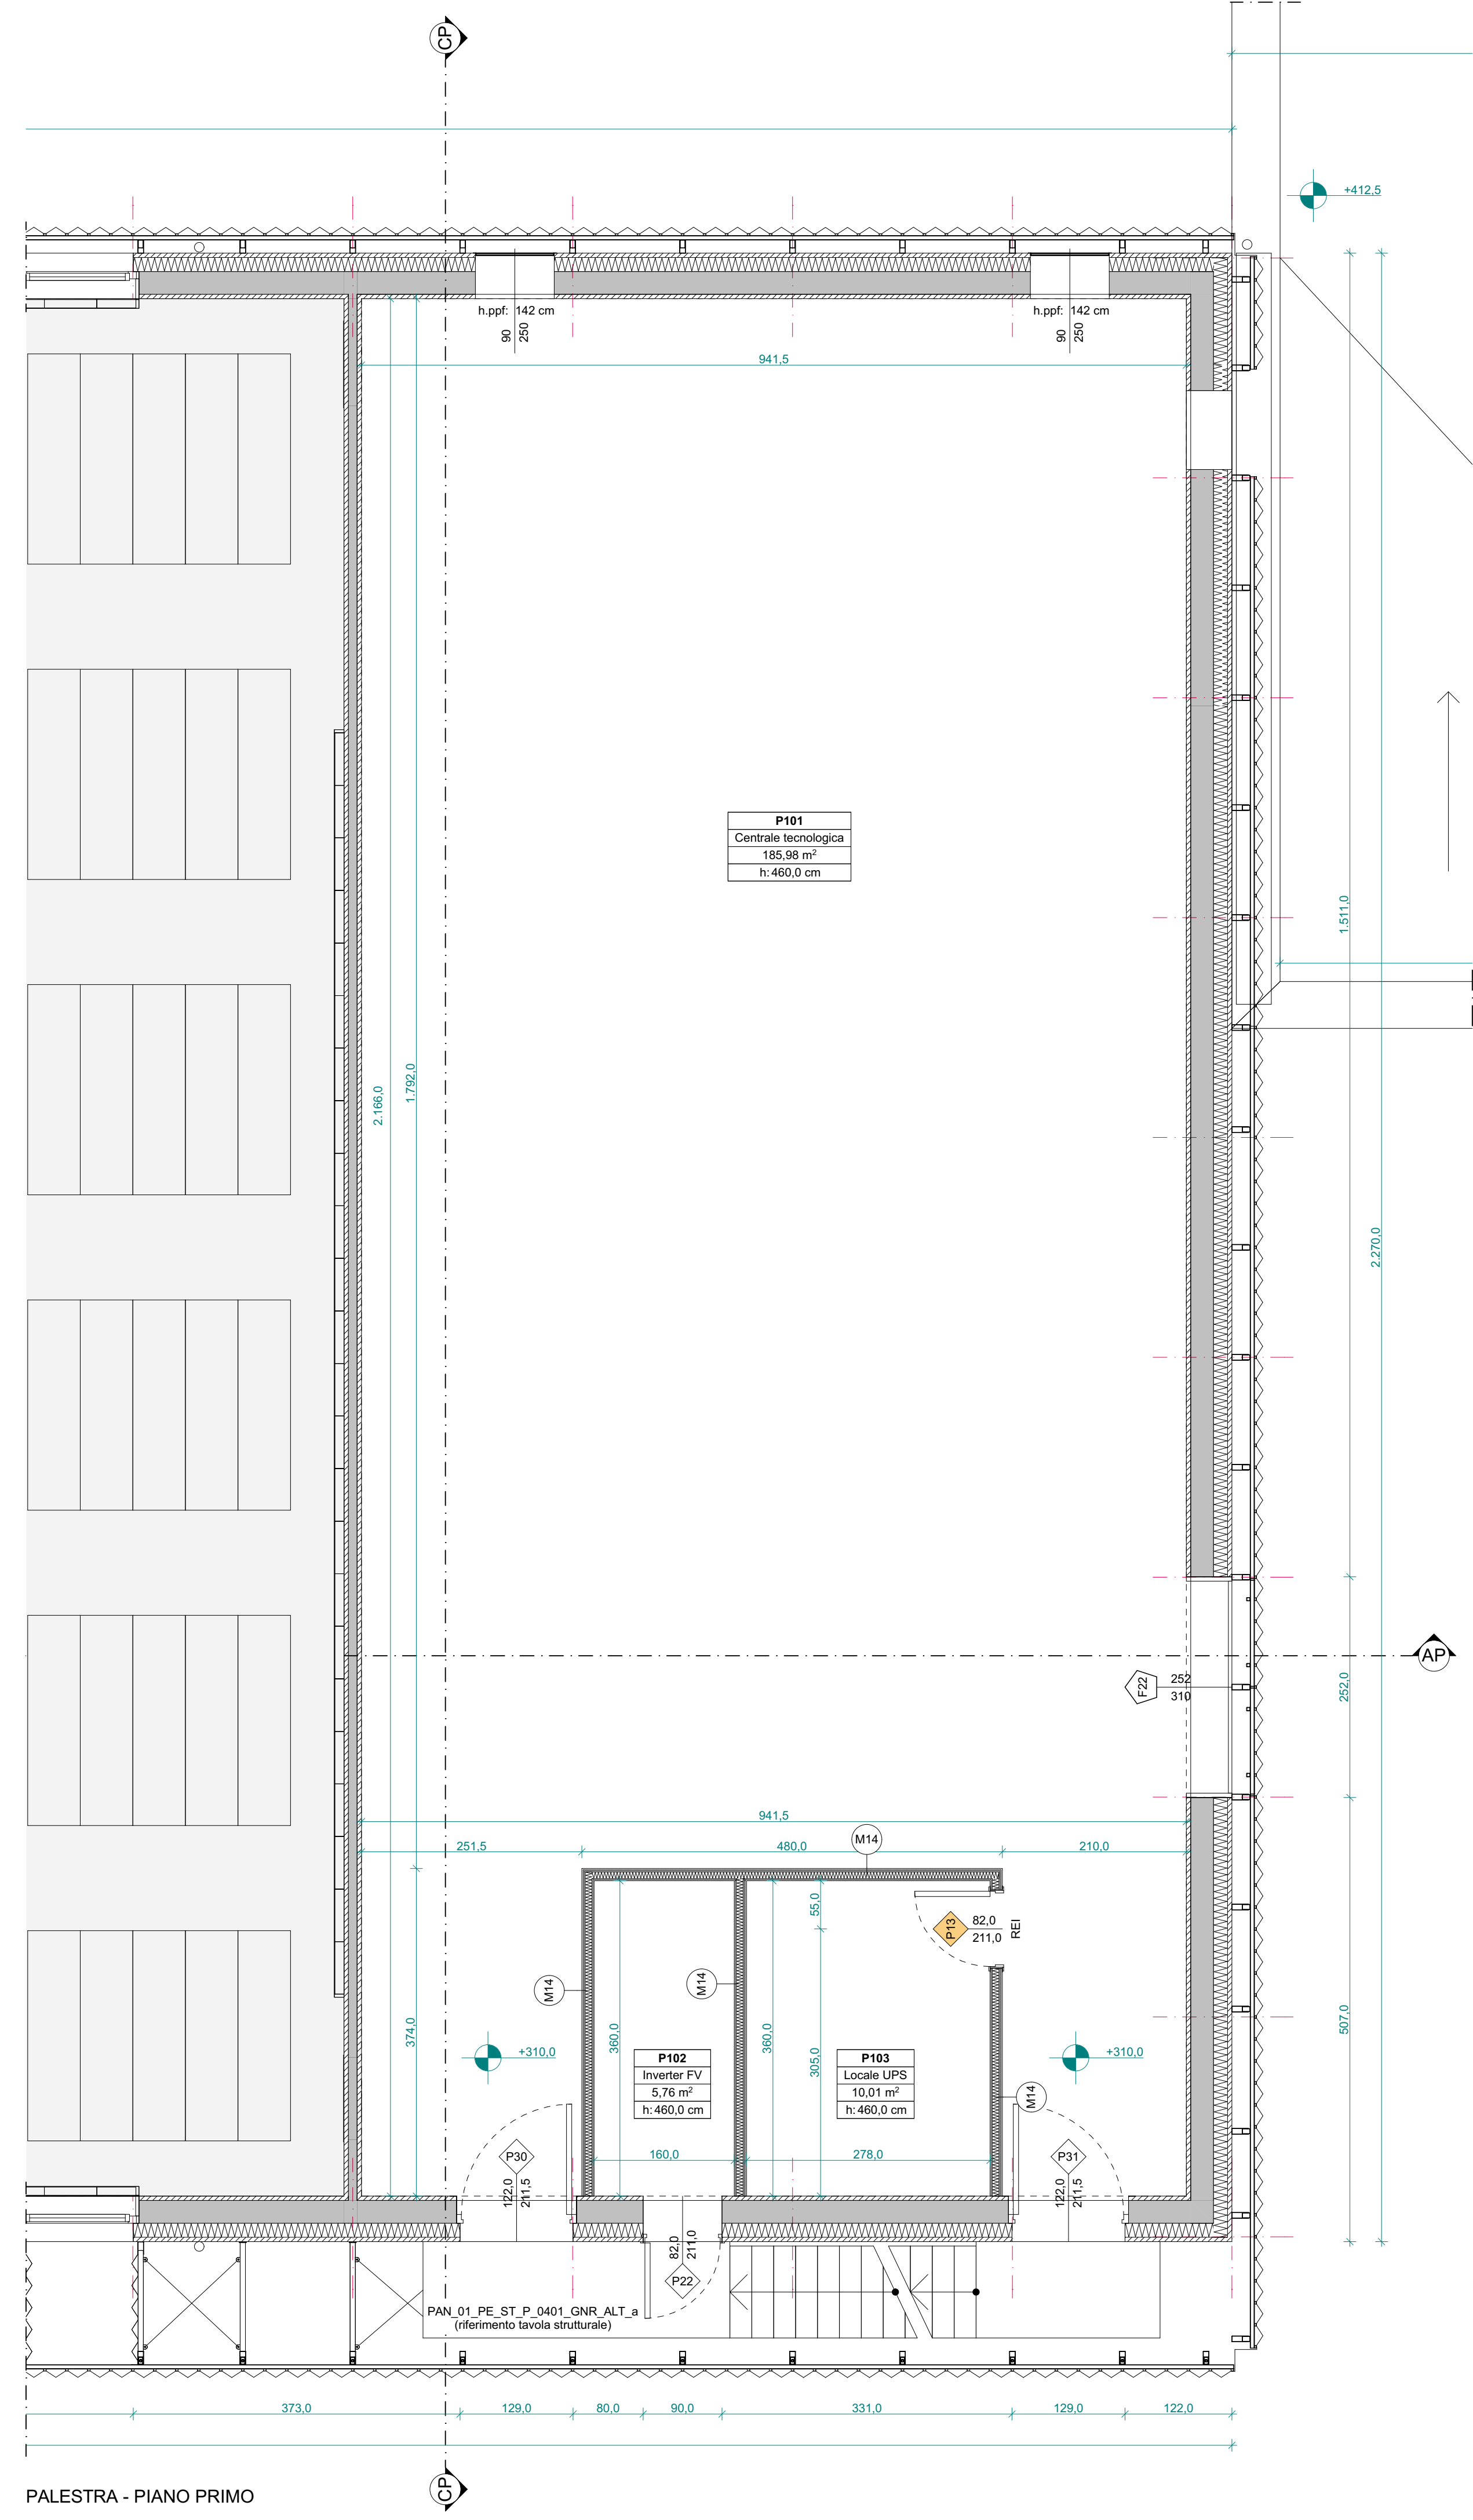 CP
+412,5
h.ppf: 142 cm
90
250
h.ppf: 142 cm
90
250
941,5
P101
Centrale tecnologica
185,98 m²
h: 460,0 cm
1.511,0
2.166,0
1.792,0
2.270,0
AP
F22
252
310
252,0
941,5
251,5
480,0
210,0
M14
55,0
P13
82,0
211,0
REI
M14
M14
374,0
360,0
360,0
305,0
507,0
+310,0
+310,0
P102
Inverter FV
5,76 m²
h: 460,0 cm
P103
Locale UPS
10,01 m²
h: 460,0 cm
M14
160,0
278,0
P30
122,0
211,5
P31
122,0
211,5
82,0
211,0
P22
PAN_01_PE_ST_P_0401_GNR_ALT_a
(riferimento tavola strutturale)
373,0
129,0
80,0
90,0
331,0
129,0
122,0
CP
PALESTRA - PIANO PRIMO